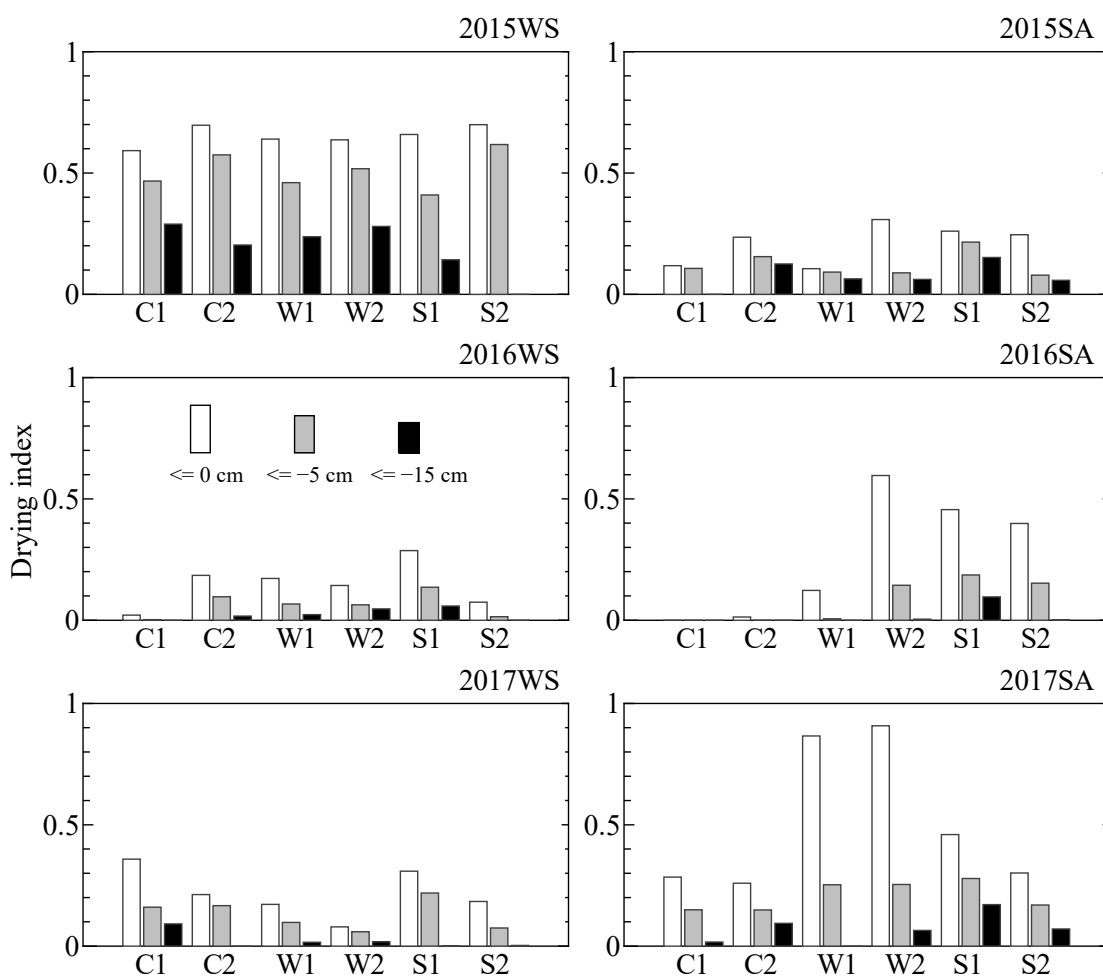 2015WS
2015SA
1
0.5
0
C1 C2 W1 W2 S1 S2
1
0.5
0
C1 C2 W1 W2 S1 S2
2016WS
2016SA
Drying index
1
0.5
0
<= 0 cm <= −5 cm <= −15 cm
C1 C2 W1 W2 S1 S2
1
0.5
0
C1 C2 W1 W2 S1 S2
2017WS
2017SA
1
0.5
0
C1 C2 W1 W2 S1 S2
1
0.5
0
C1 C2 W1 W2 S1 S2